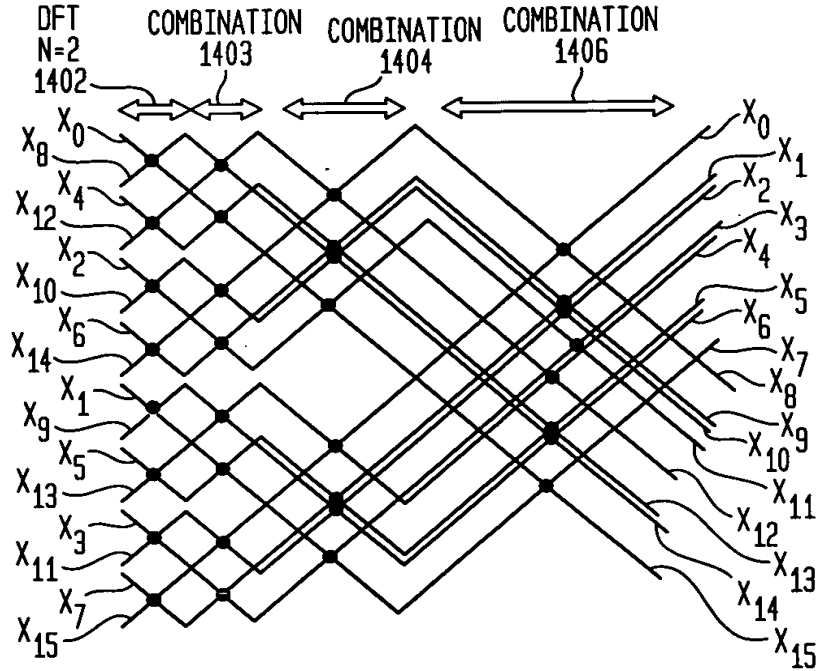 DFT
N=2
1402
COMBINATION
1403
COMBINATION
1404
COMBINATION
1406
X0
X8
X4
X12
X2
X10
X6
X14
X1
X9
X5
X13
X3
X11
X7
X15
X0
X1
X2
X3
X4
X5
X6
X7
X8
X9
X10
X11
X12
X13
X14
X15